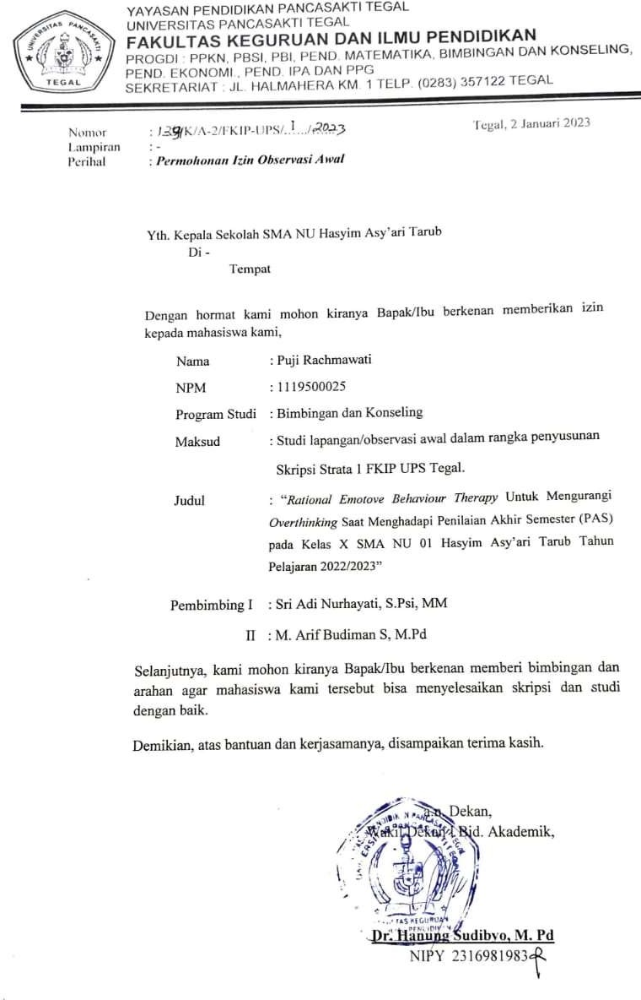 YAYASAN PENDIDIKAN PANCASAKTI TEGAL
UNIVERSITAS PANCASAKTI TEGAL
FAKULTAS KEGURUAN DAN ILMU PENDIDIKAN
PROGDI : PPKN, PBSI, PBI, PEND. MATEMATIKA, BIMBINGAN DAN KONSELING,
PEND. EKONOMI., PEND. IPA DAN PPG
SEKRETARIAT : JL. HALMAHERA KM. 1 TELP. (0283) 357122 TEGAL
UNIVERSITAS PANCASAKTI
TEGAL
Tegal, 2 Januari 2023
Nomor : /K/A-2/FKIP-UPS/..I.../2023
Lampiran : -
Perihal : Permohonan Izin Observasi Awal
Yth. Kepala Sekolah SMA NU Hasyim Asy'ari Tarub
Di -
Tempat
Dengan hormat kami mohon kiranya Bapak/Ibu berkenan memberikan izin
kepada mahasiswa kami,
Nama : Puji Rachmawati
NPM : 1119500025
Program Studi : Bimbingan dan Konseling
Maksud : Studi lapangan/observasi awal dalam rangka penyusunan
Skripsi Strata 1 FKIP UPS Tegal.
Judul : “Rational Emotove Behaviour Therapy Untuk Mengurangi
Overthinking Saat Menghadapi Penilaian Akhir Semester (PAS)
pada Kelas X SMA NU 01 Hasyim Asy'ari Tarub Tahun
Pelajaran 2022/2023”
Pembimbing I : Sri Adi Nurhayati, S.Psi, MM
II : M. Arif Budiman S, M.Pd
Selanjutnya, kami mohon kiranya Bapak/Ibu berkenan memberi bimbingan dan
arahan agar mahasiswa kami tersebut bisa menyelesaikan skripsi dan studi
dengan baik.
Demikian, atas bantuan dan kerjasamanya, disampaikan terima kasih.
a.n. Dekan,
Wakil Dekan I Bid. Akademik,
Dr. Hanung Sudibyo, M. Pd
NIPY 2316981983